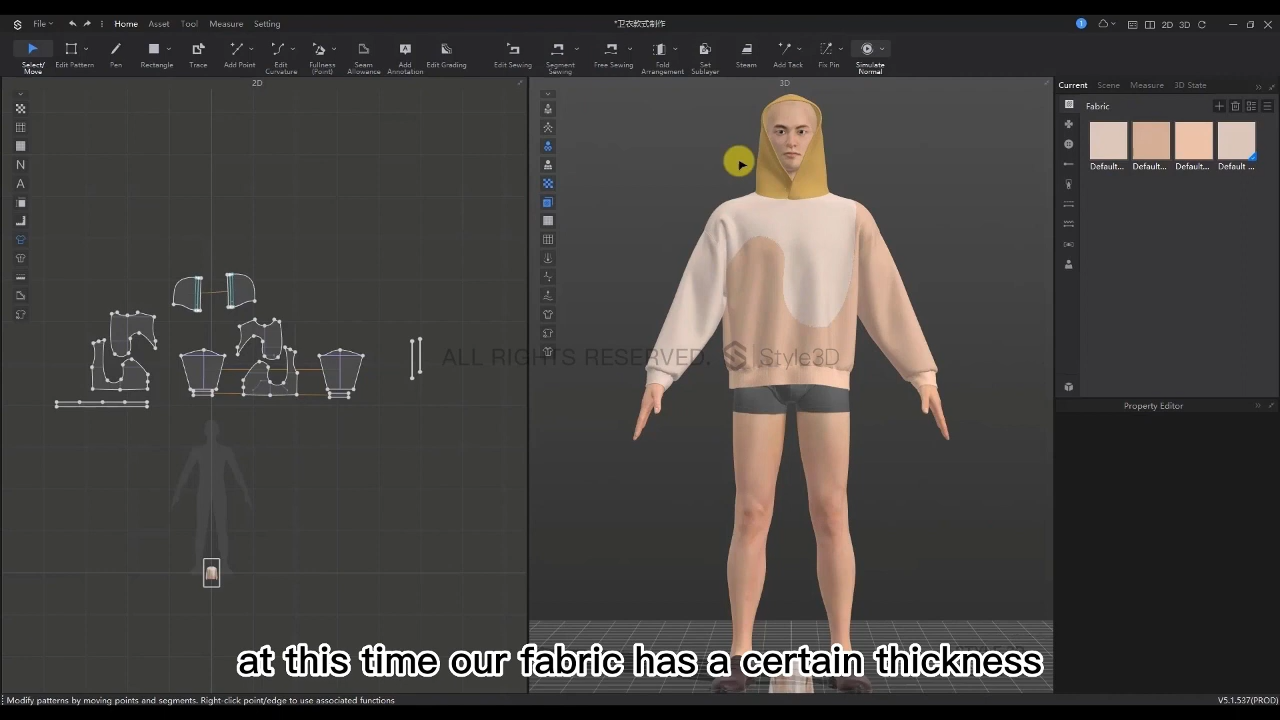 File
Home
Asset
Tool
Measure
Setting
*卫衣款式制作
1
2D
3D
Select/
Move
Edit Pattern
Pen
Rectangle
Trace
Add Point
Edit
Curvature
Fullness
(Point)
Seam
Allowance
Add
Annotation
Edit Grading
Edit Sewing
Segment
Sewing
Free Sewing
Fold
Arrangement
Set
Sublayer
Steam
Add Tack
Fix Pin
Simulate
Normal
2D
3D
Current
Scene
Measure
3D State
Fabric
Default...
Default...
Default...
Default ...
Property Editor
ALL RIGHTS RESERVED. Style3D
at this time our fabric has a certain thickness
Modify patterns by moving points and segments. Right-click point/edge to use associated functions
V5.1.537(PROD)